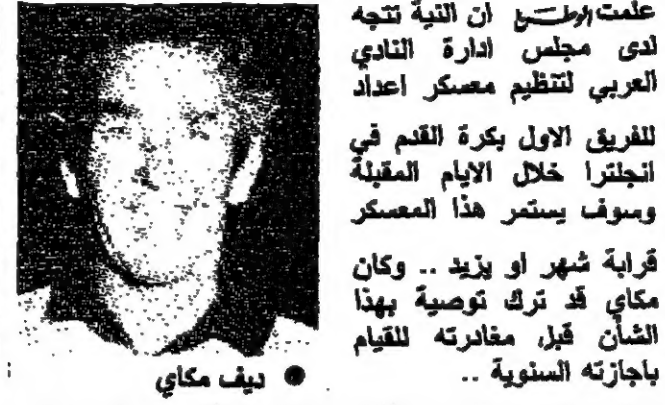 علمت الوطن ان النية تتجه
لدى مجلس ادارة النادي
العربي لتنظيم معسكر اعداد
للفريق الاول بكرة القدم في
انجلترا خلال الايام المقبلة
وسوف يستمر هذا المعسكر
قرابة شهر او يزيد .. وكان
مكاي قد ترك توصية بهذا
الشأن قبل مغادرته للقيام
باجازته السنوية ..
● ديف مكاي